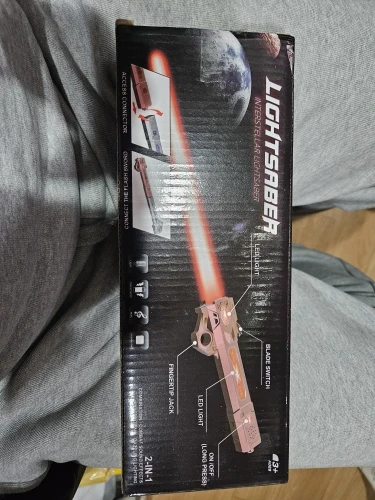 LIGHTSABER
INTERSTELLAR LIGHTSABER
ACCESS CONNECTOR
LED LIGHT
BLADE SWITCH
FINGERTIP JACK
LED LIGHT
ON /OFF
(LONG PRESS)
2-IN-1
3+